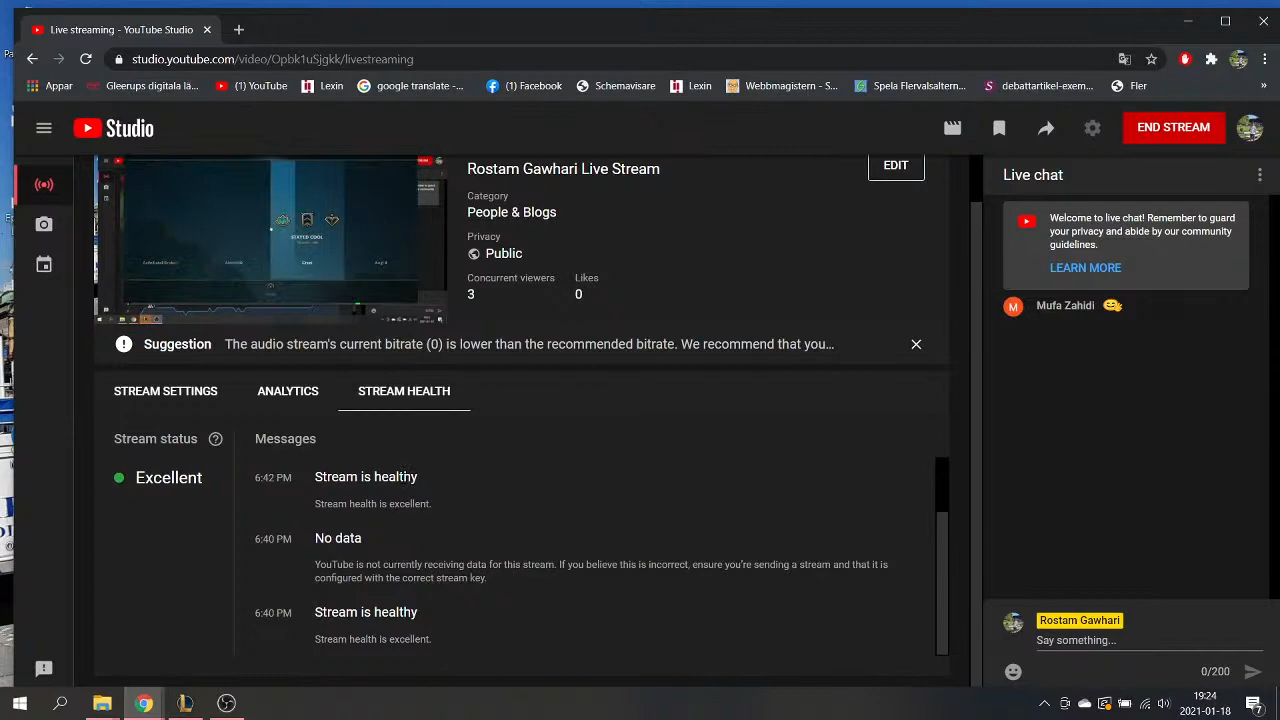 Live streaming - YouTube Studio
studio.youtube.com/video/Opbk1uSjgkk/livestreaming
Appar
Gleerups digitala lä...
(1) YouTube
Lexin
google translate -...
(1) Facebook
Schemavisare
Lexin
Webbmagistern - S...
Spela Flervalsaltern...
debattartikel-exem...
Fler
»
Studio
END STREAM
Rostam Gawhari Live Stream
EDIT
Category
People & Blogs
Privacy
Public
Concurrent viewers
Likes
3
0
STAYED COOL
Suggestion
The audio stream's current bitrate (0) is lower than the recommended bitrate. We recommend that you...
STREAM SETTINGS
ANALYTICS
STREAM HEALTH
Stream status
Excellent
Messages
6:42 PM
Stream is healthy
Stream health is excellent.
6:40 PM
No data
YouTube is not currently receiving data for this stream. If you believe this is incorrect, ensure you're sending a stream and that it is
configured with the correct stream key.
6:40 PM
Stream is healthy
Stream health is excellent.
Live chat
Welcome to live chat! Remember to guard
your privacy and abide by our community
guidelines.
LEARN MORE
M
Mufa Zahidi
Rostam Gawhari
Say something...
0/200
19:24
2021-01-18
7